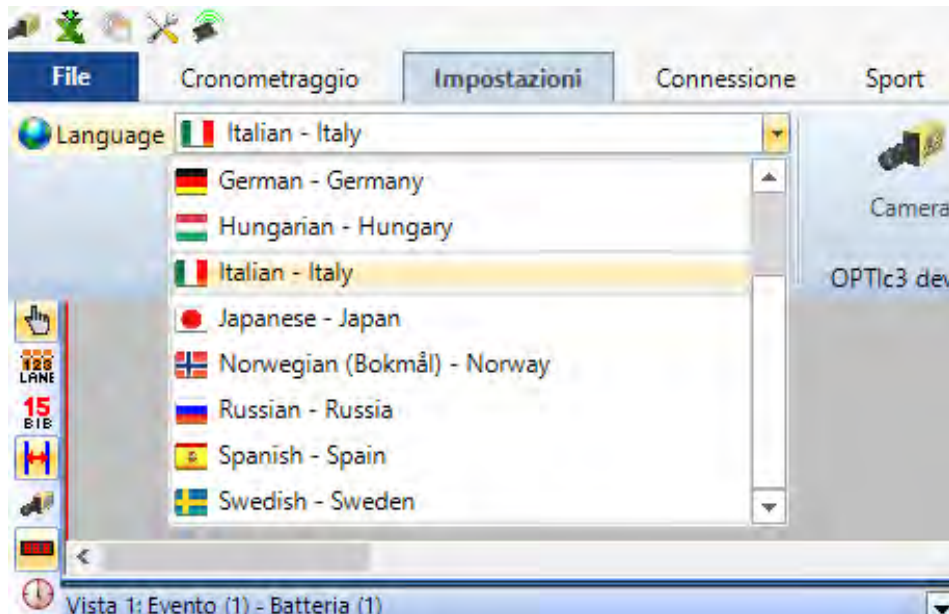 File Cronometraggio Impostazioni Connessione Sport
Language Italian - Italy
German - Germany
Camera
Hungarian - Hungary
Italian - Italy
OPTIc3 dev
Japanese - Japan
123
LANE
Norwegian (Bokmål) - Norway
15
BIB
Russian - Russia
Spanish - Spain
Swedish - Sweden
Vista 1: Evento (1) - Batteria (1)